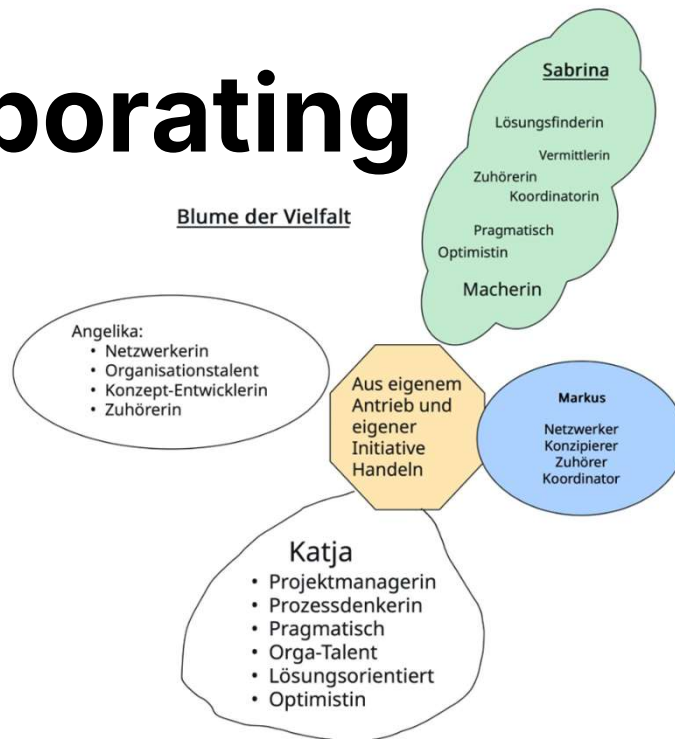 borating
Blume der Vielfalt
Sabrina
Lösungsfinderin
Vermittlerin
Zuhörerin
Koordinatorin
Pragmatisch
Optimistin
Macherin
Angelika:
• Netzwerkerin
• Organisationstalent
• Konzept-Entwicklerin
• Zuhörerin
Aus eigenem
Antrieb und
eigener
Initiative
Handeln
Markus
Netzwerker
Konzipierer
Zuhörer
Koordinator
Katja
• Projektmanagerin
• Prozessdenkerin
• Pragmatisch
• Orga-Talent
• Lösungsorientiert
• Optimistin